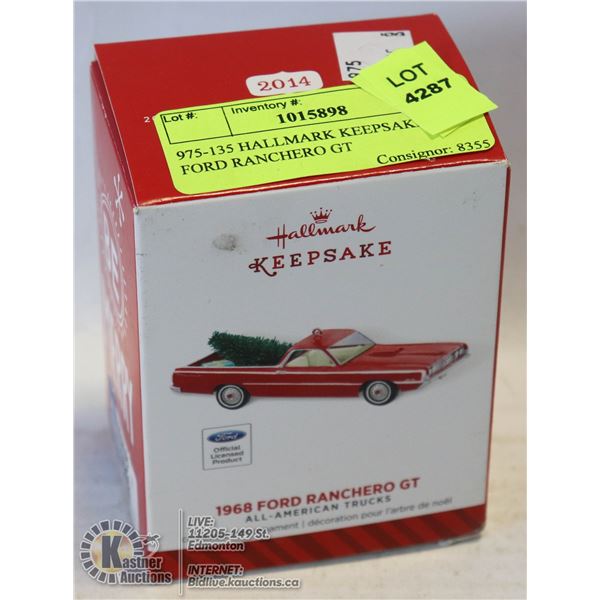 2014
975
LOT
4287
Lot #:
Inventory #:
1015898
975-135 HALLMARK KEEPSAKE
FORD RANCHERO GT
Consignor: 8355
Hallmark
KEEPSAKE
Ford
Official
Licensed
Product
1968 FORD RANCHERO GT
ALL-AMERICAN TRUCKS
décoration pour l'arbre de noël
Kastner
Auctions
LIVE:
11205-149 St.
Edmonton
INTERNET:
Bidlive.kauctions.ca